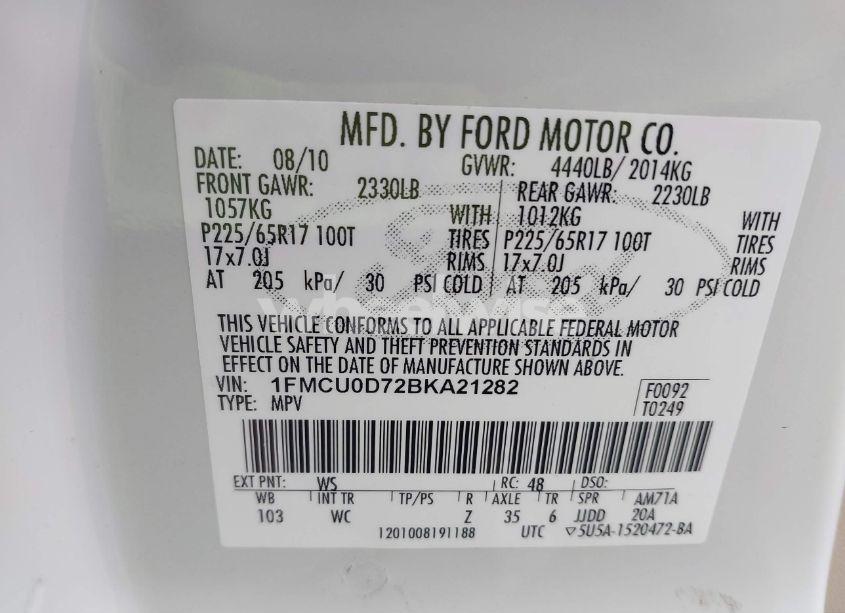 MFD. BY FORD MOTOR CO.
DATE: 08/10 GVWR: 4440LB/ 2014KG
FRONT GAWR: 2330LB REAR GAWR: 2230LB
1057KG WITH 1012KG WITH
P225/65R17 100T TIRES P225/65R17 100T TIRES
17x7.0J RIMS 17x7.0J RIMS
AT 205 kPa/ 30 PSI COLD AT 205 kPa/ 30 PSI COLD
THIS VEHICLE CONFORMS TO ALL APPLICABLE FEDERAL MOTOR
VEHICLE SAFETY AND THEFT PREVENTION STANDARDS IN
EFFECT ON THE DATE OF MANUFACTURE SHOWN ABOVE.
VIN: 1FMCU0D72BKA21282 F0092
TYPE: MPV T0249
EXT PNT: WS RC: 48 DSO:
WB INT TR TP/PS R AXLE TR SPR AM71A
103 WC Z 35 6 JJDD 20A
1201008191188 UTC ▽5U5A-1520472-BA